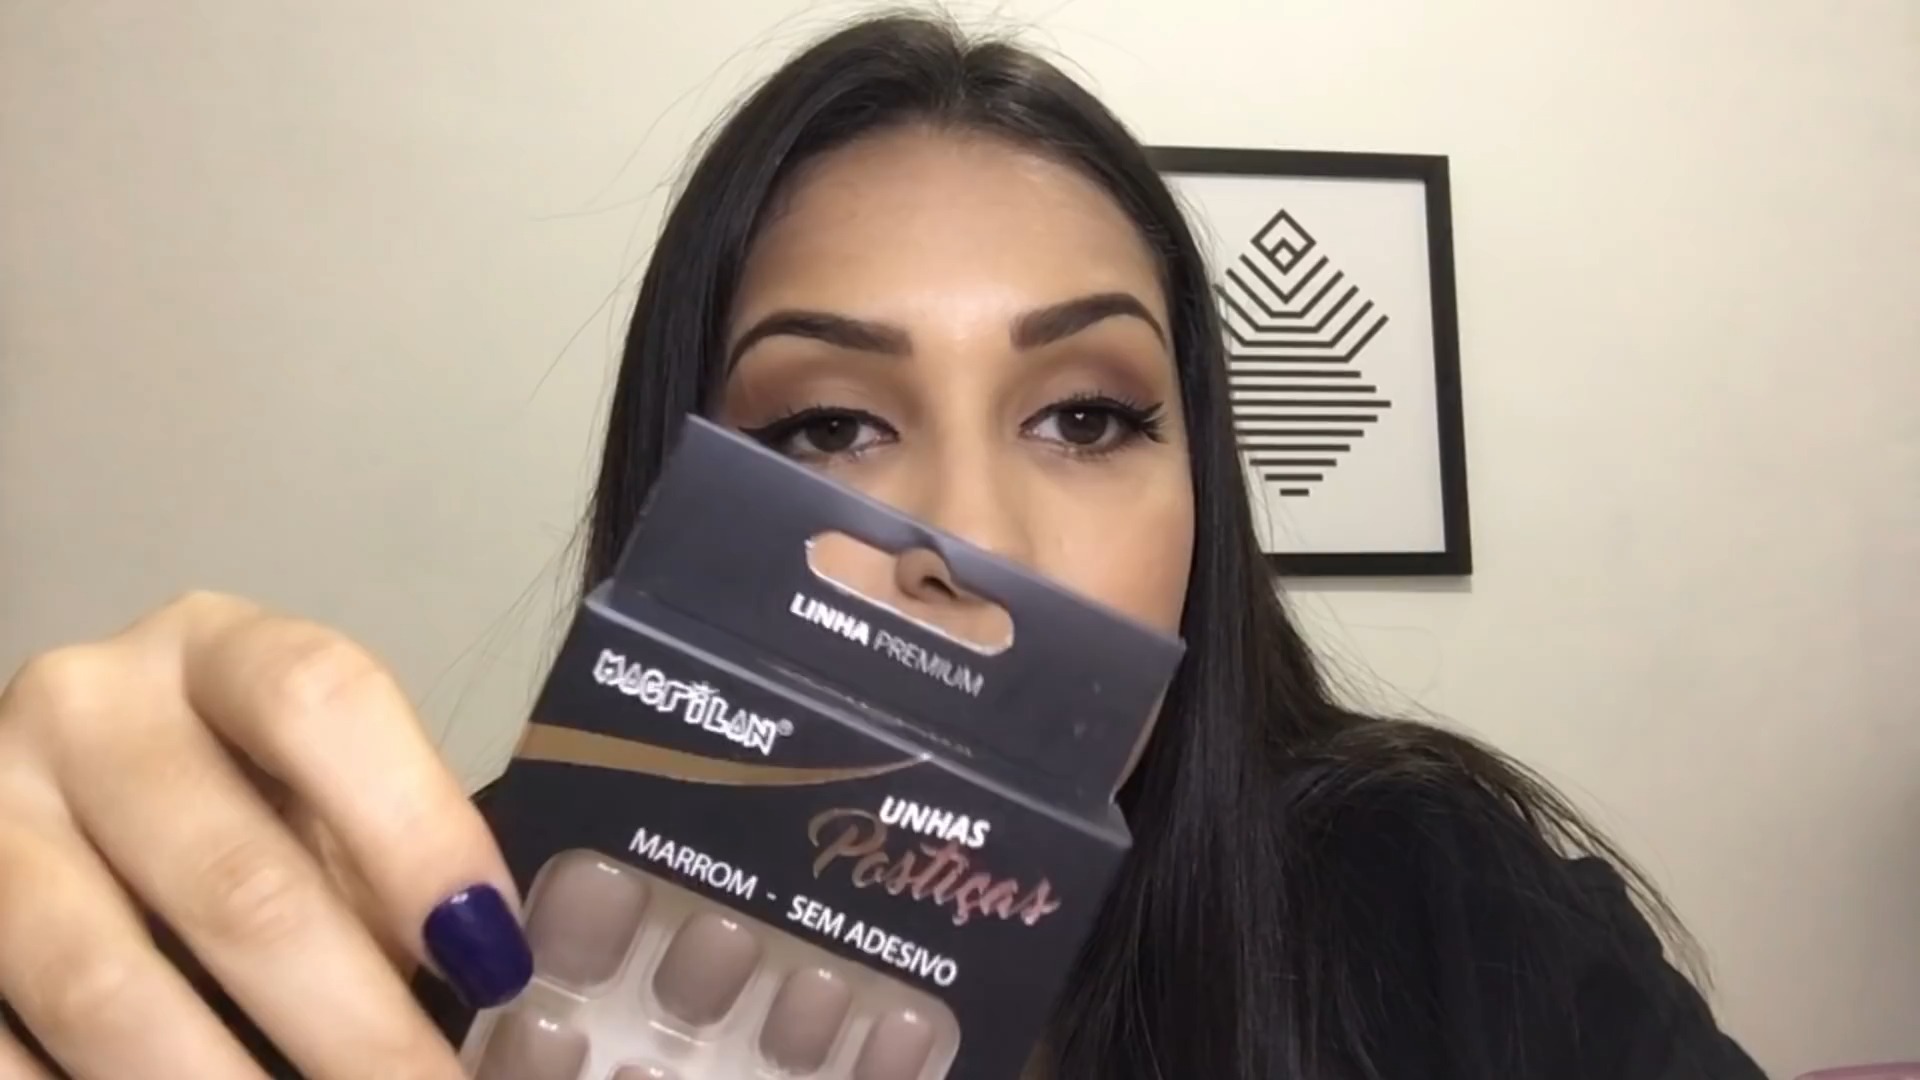 LINHA PREMIUM
MACRiLAN®
UNHAS
Postiças
MARROM - SEM ADESIVO